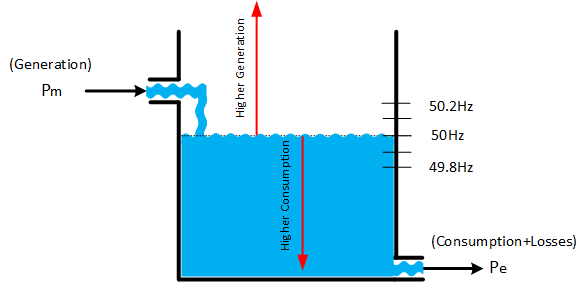 (Generation)
Pm
Higher Generation
Higher Consumption
50.2Hz
50Hz
49.8Hz
(Consumption+Losses)
Pe